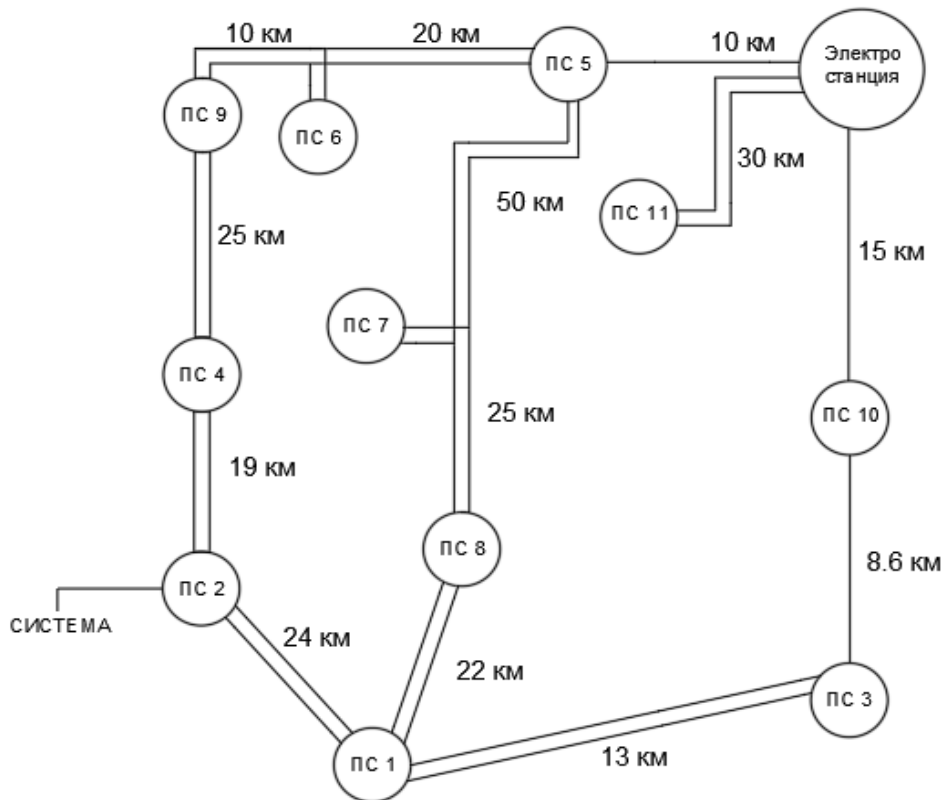 10 км
20 км
10 км
Электро
станция
ПС 5
ПС 9
ПС 6
30 км
50 км
ПС 11
25 км
15 км
ПС 7
ПС 4
25 км
ПС 10
19 км
ПС 8
8.6 км
ПС 2
СИСТЕМА
24 км
22 км
ПС 3
13 км
ПС 1